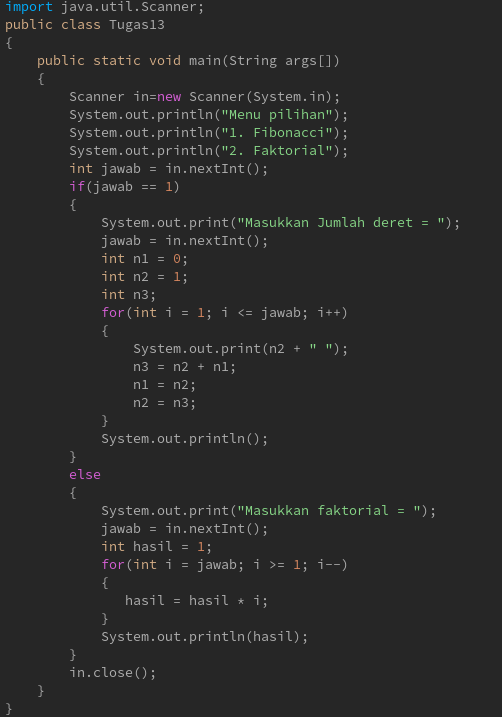 import java.util.Scanner;
public class Tugas13
{
    public static void main(String args[])
    {
        Scanner in=new Scanner(System.in);
        System.out.println("Menu pilihan");
        System.out.println("1. Fibonacci");
        System.out.println("2. Faktorial");
        int jawab = in.nextInt();
        if(jawab == 1)
        {
            System.out.print("Masukkan Jumlah deret = ");
            jawab = in.nextInt();
            int n1 = 0;
            int n2 = 1;
            int n3;
            for(int i = 1; i <= jawab; i++)
            {
                System.out.print(n2 + " ");
                n3 = n2 + n1;
                n1 = n2;
                n2 = n3;
            }
            System.out.println();
        }
        else
        {
            System.out.print("Masukkan faktorial = ");
            jawab = in.nextInt();
            int hasil = 1;
            for(int i = jawab; i >= 1; i--)
            {
               hasil = hasil * i;
            }
            System.out.println(hasil);
        }
        in.close();
    }
}